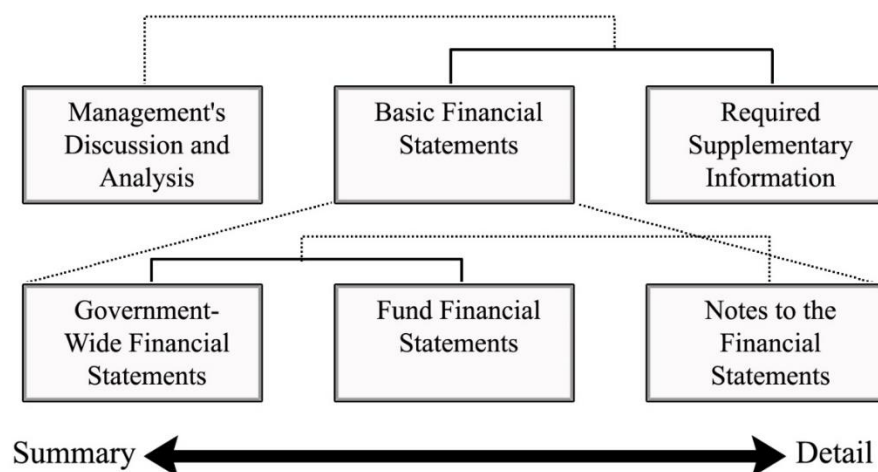 Management's
Discussion and
Analysis
Basic Financial
Statements
Required
Supplementary
Information
Government-
Wide Financial
Statements
Fund Financial
Statements
Notes to the
Financial
Statements
Summary
Detail